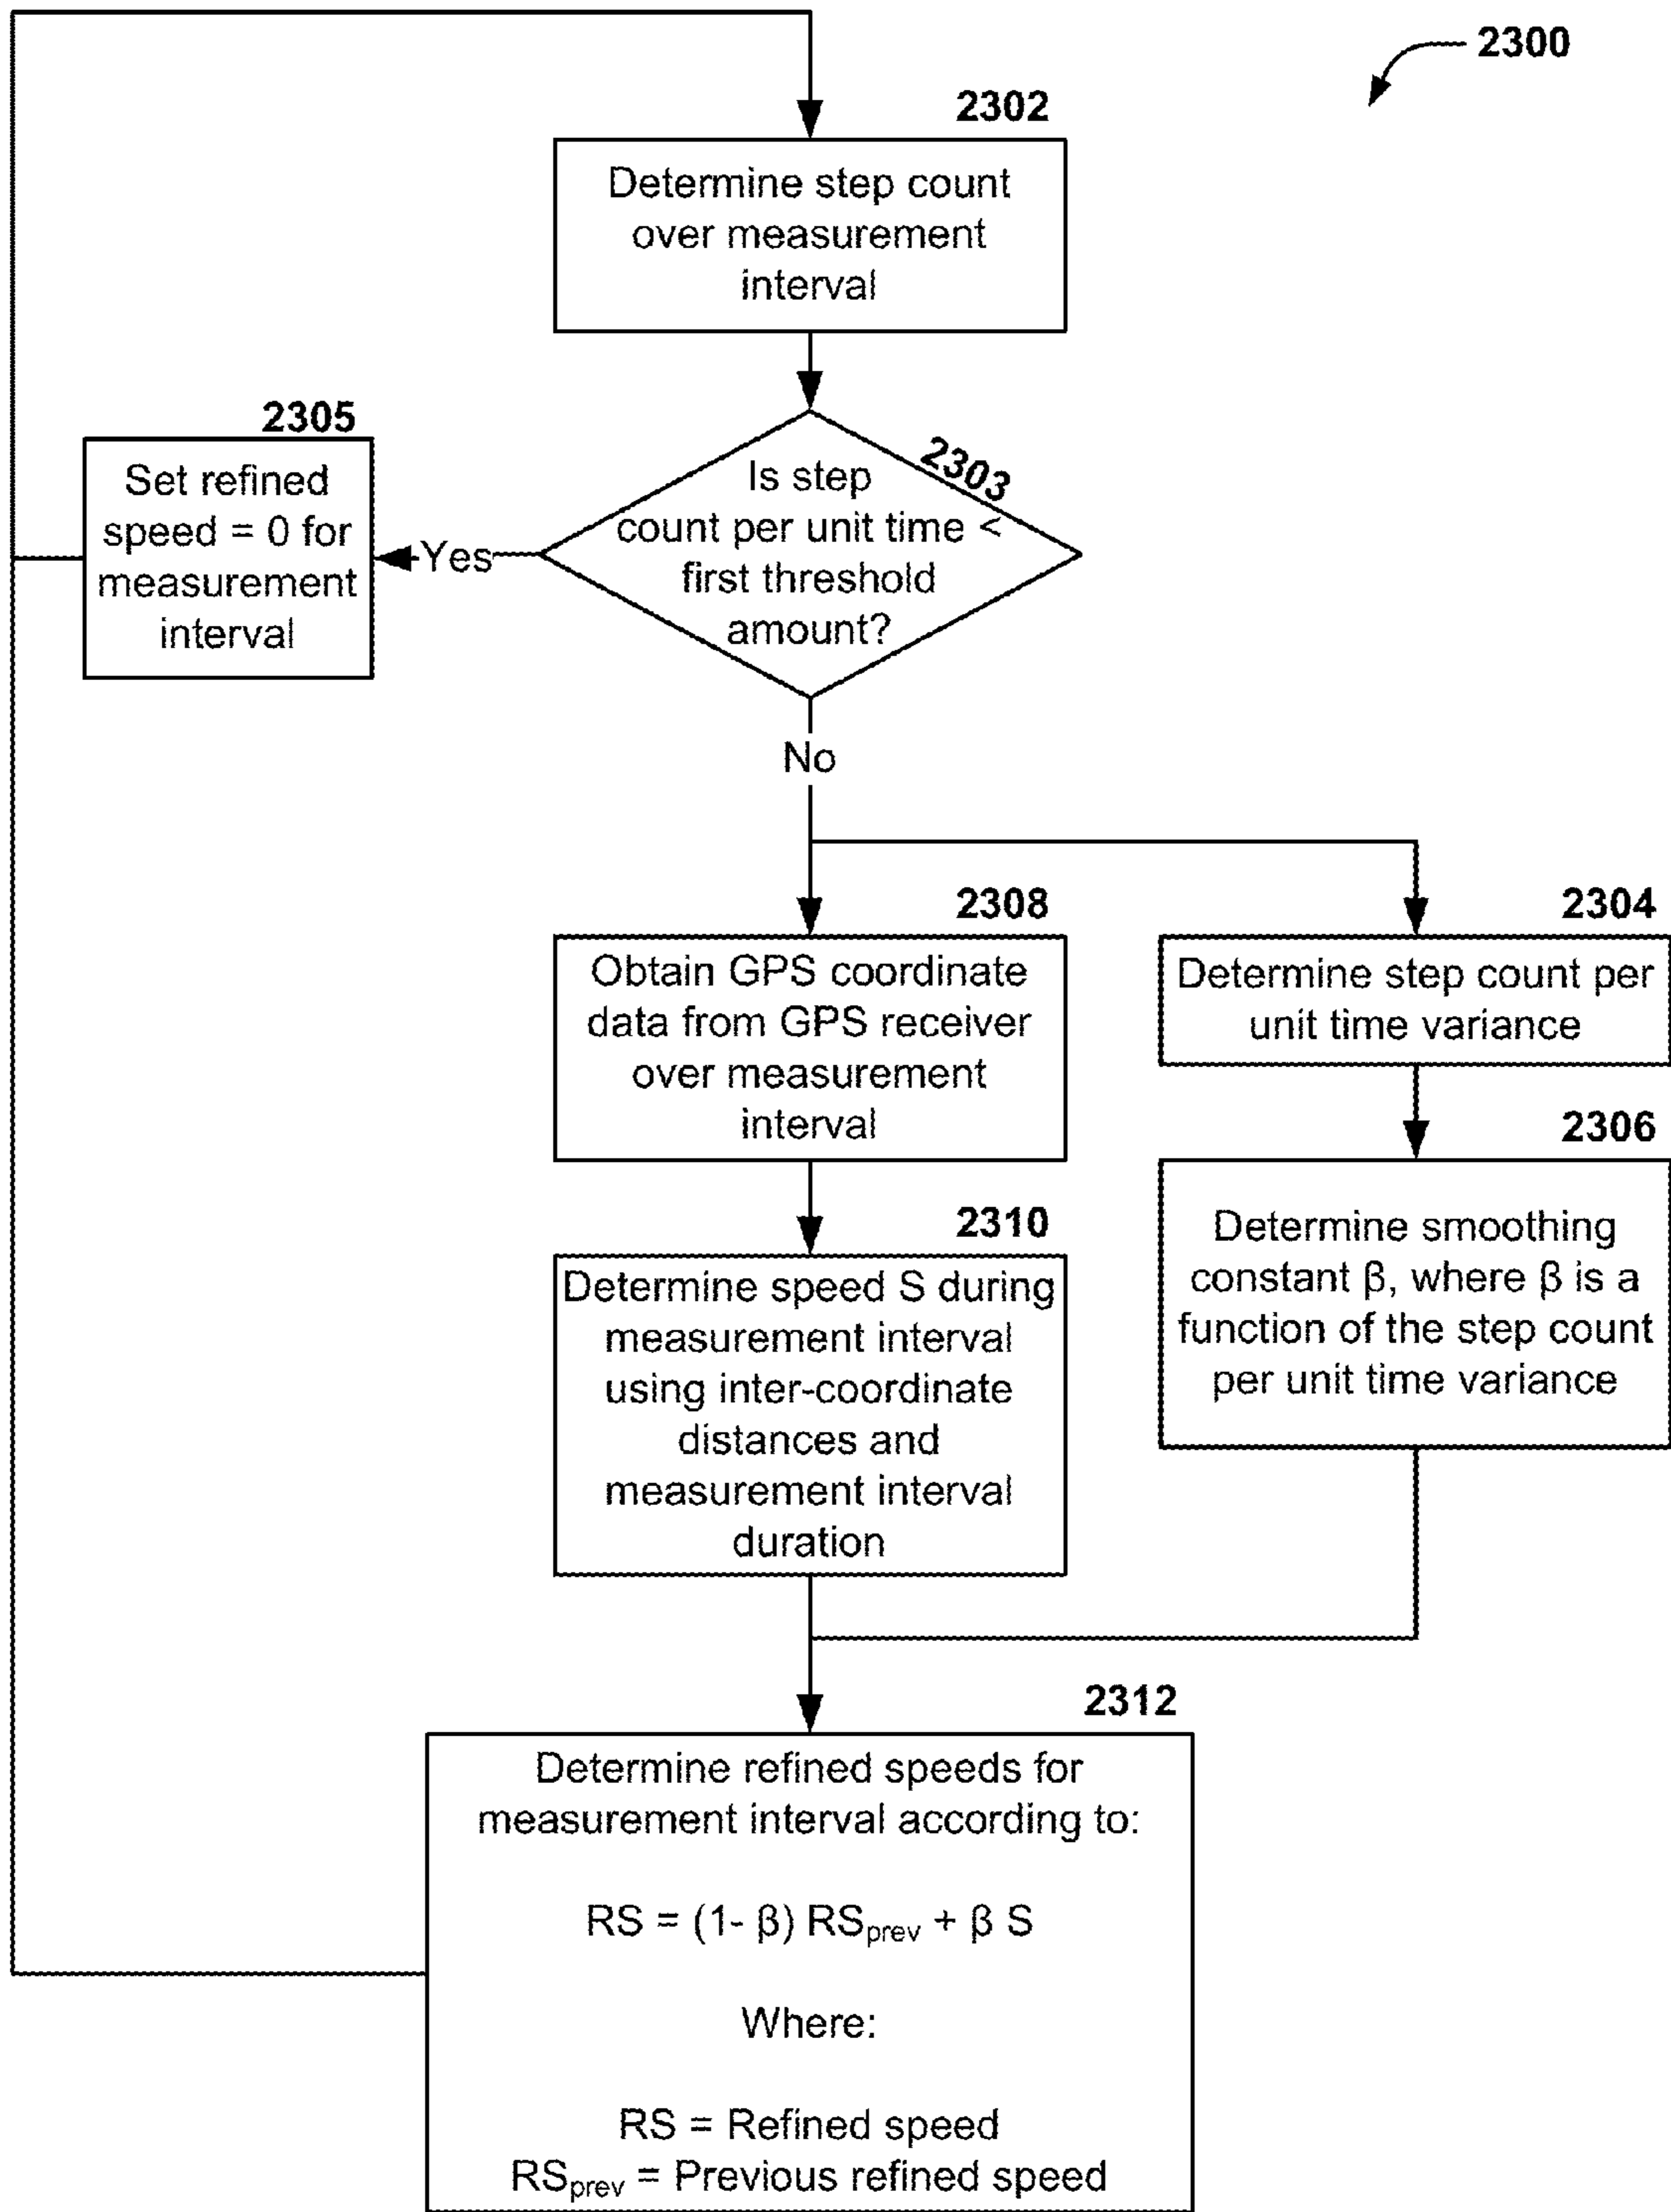 2300
2302
Determine step count
over measurement
interval
2305
Set refined
speed = 0 for
measurement
interval
Yes
2303
Is step
count per unit time <
first threshold
amount?
No
2308
Obtain GPS coordinate
data from GPS receiver
over measurement
interval
2304
Determine step count per
unit time variance
2306
Determine smoothing
constant β, where β is a
function of the step count
per unit time variance
2310
Determine speed S during
measurement interval
using inter-coordinate
distances and
measurement interval
duration
2312
Determine refined speeds for
measurement interval according to:
RS = (1- β) RSprev + β S
Where:
RS = Refined speed
RSprev = Previous refined speed